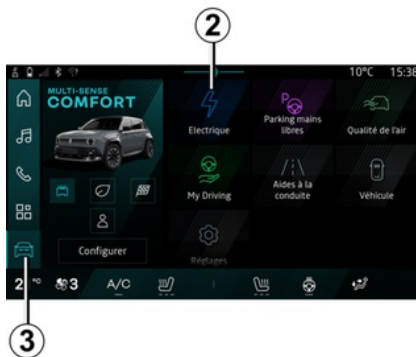 2
10°C 15:38
MULTI-SENSE
COMFORT
Electrique
Parking mains
libres
Qualité de l'air
My Driving
Aides à la
conduite
Véhicule
Configurer
Réglages
3
A/C
3